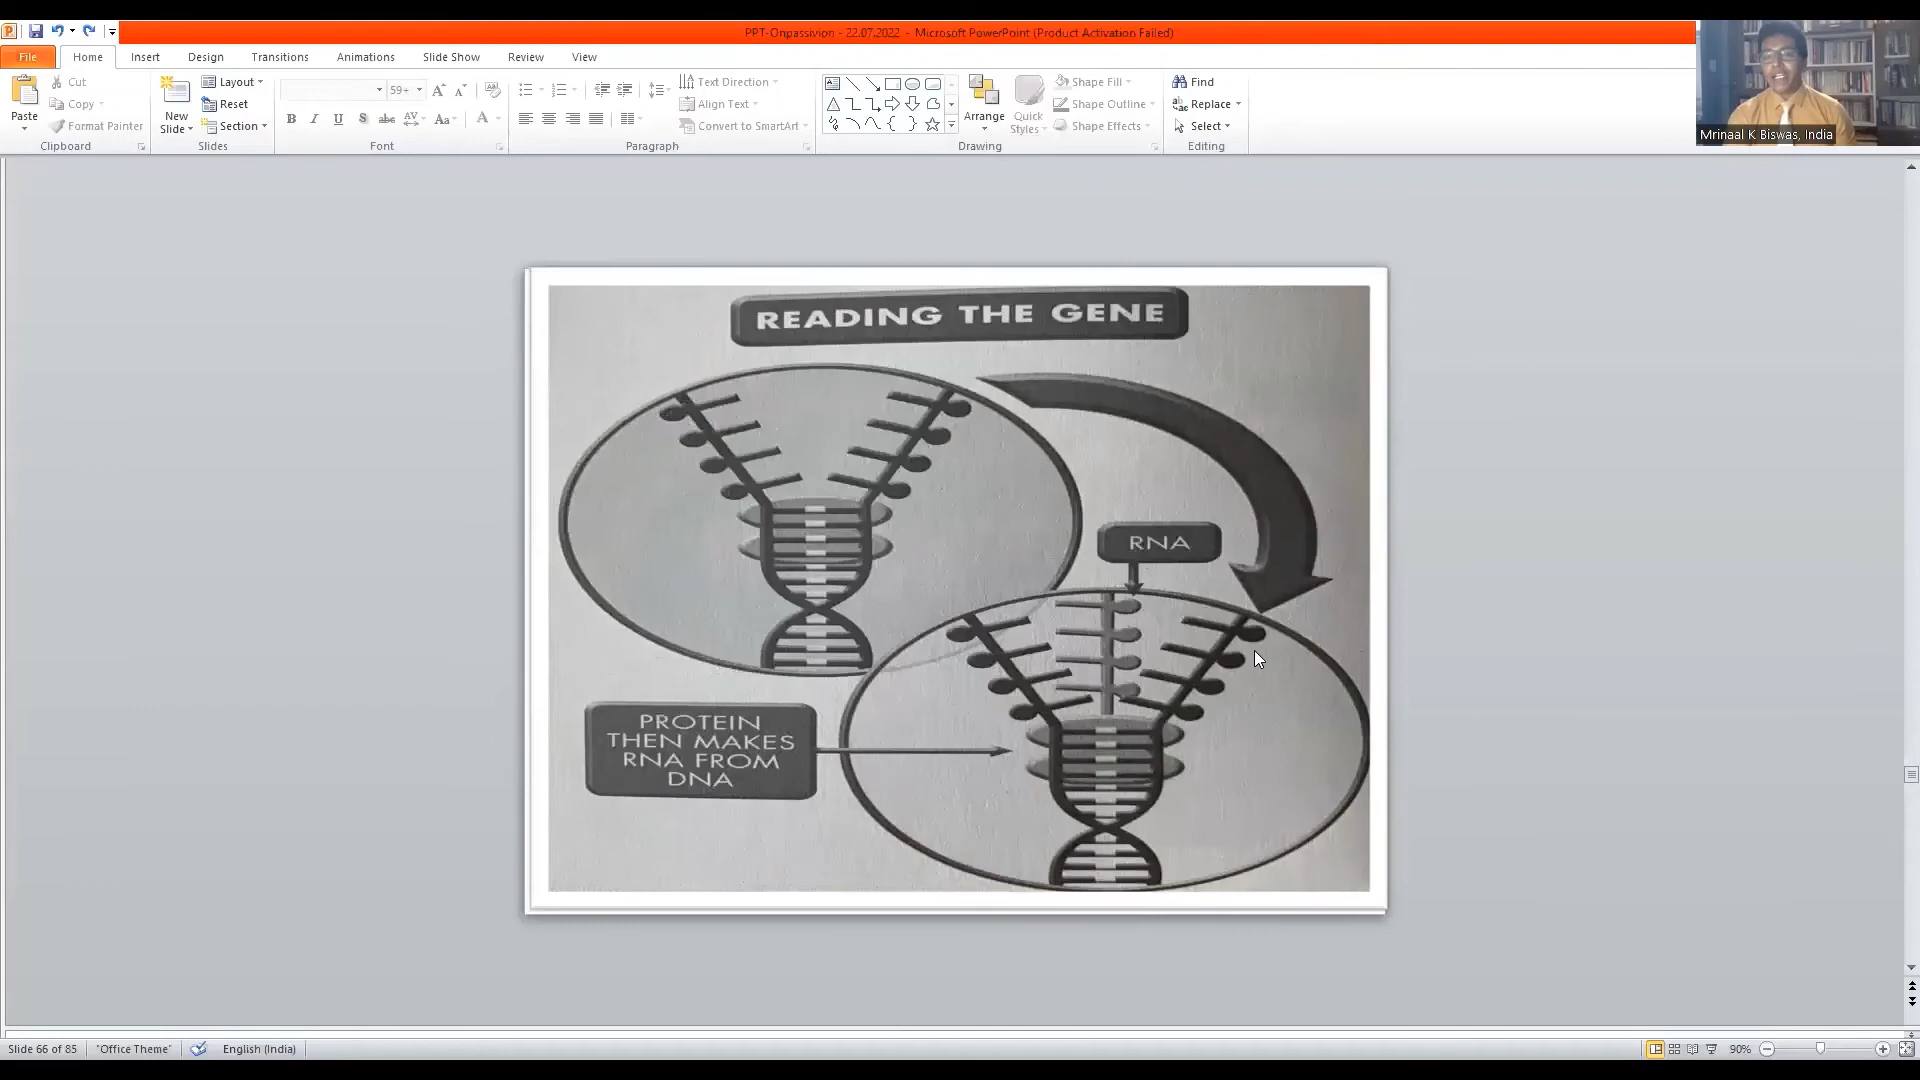 PPT-Onpassivion - 22.07.2022 - Microsoft PowerPoint (Product Activation Failed)
File Home Insert Design Transitions Animations Slide Show Review View
Paste
Cut
Copy
Format Painter
Clipboard
New
Slide
Layout
Reset
Section
Slides
59+
B I U S abc AV Aa A
Font
Text Direction
Align Text
Convert to SmartArt
Paragraph
Arrange
Quick
Styles
Shape Fill
Shape Outline
Shape Effects
Drawing
Find
Replace
Select
Editing
Mrinaal K Biswas, India
READING THE GENE
RNA
PROTEIN
THEN MAKES
RNA FROM
DNA
Slide 66 of 85 "Office Theme" English (India) 90%